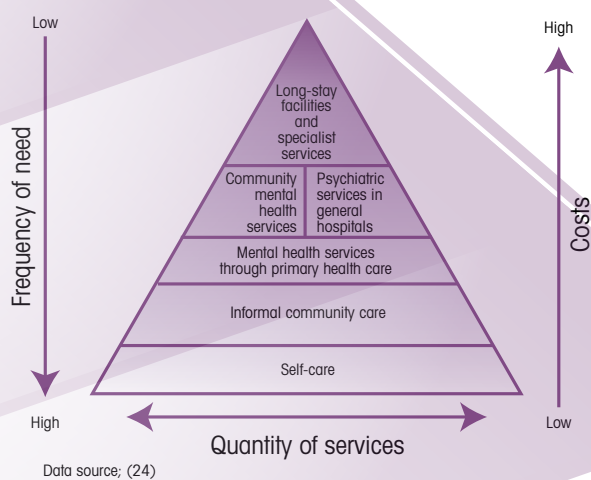 Low
High
Long-stay
facilities
and
specialist
services
Community
mental
health
services
Psychiatric
services in
general
hospitals
Mental health services
through primary health care
Informal community care
Self-care
Frequency of need
Costs
High
Low
Quantity of services
Data source; (24)